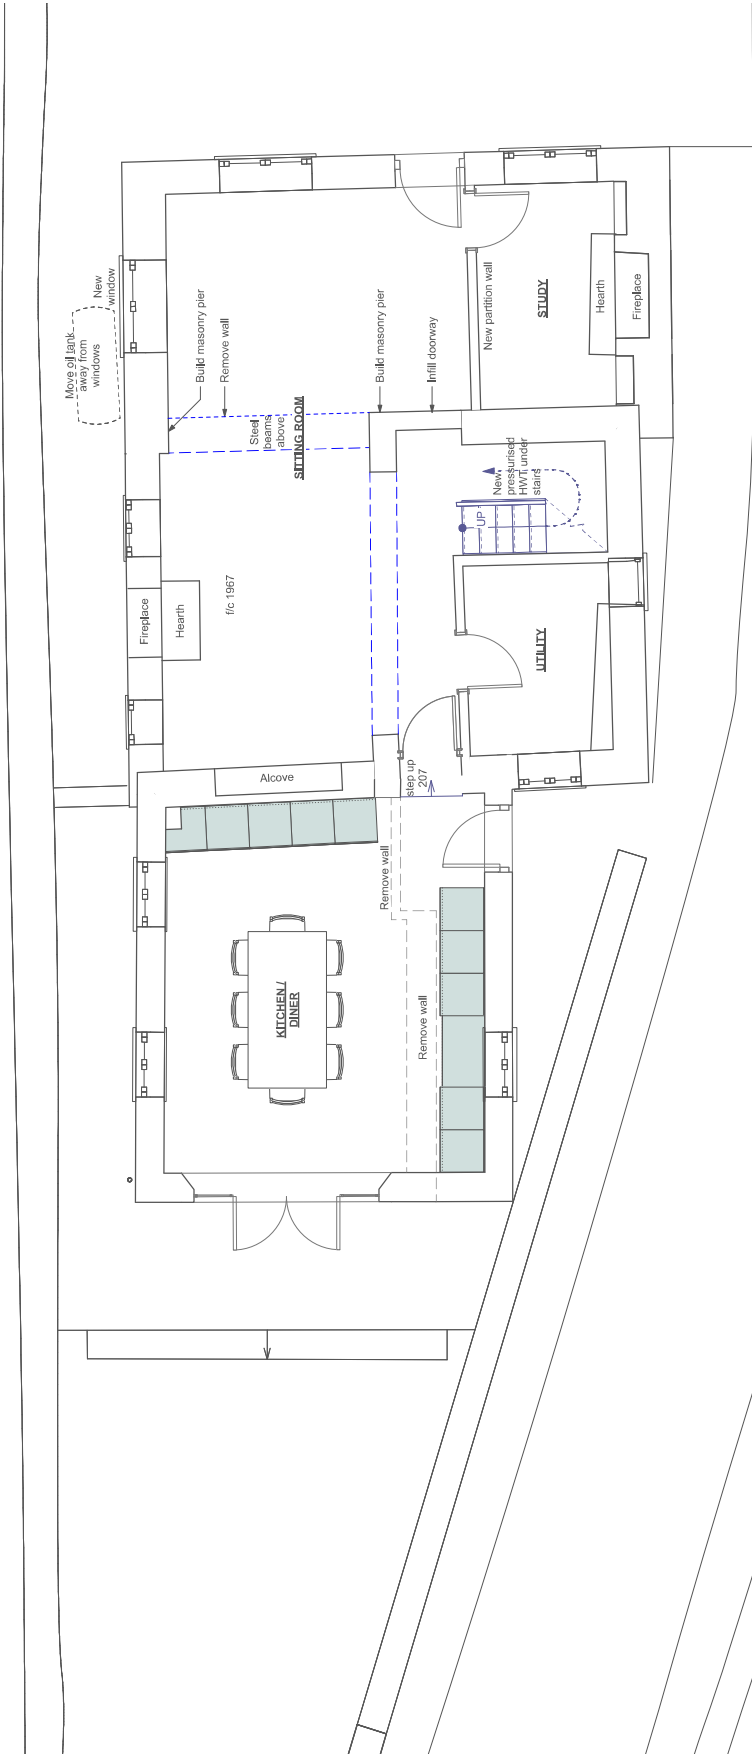 Move oil tank
away from
windows
New
window
Build masonry pier
Remove wall
Steel
beams
above
SITTING ROOM
Build masonry pier
Infill doorway
New partition wall
STUDY
Hearth
Fireplace
New
pressurised
HWT under
stairs
UP
Fireplace
Hearth
f/c 1967
UTILITY
Alcove
step up
207
Remove wall
KITCHEN /
DINER
Remove wall